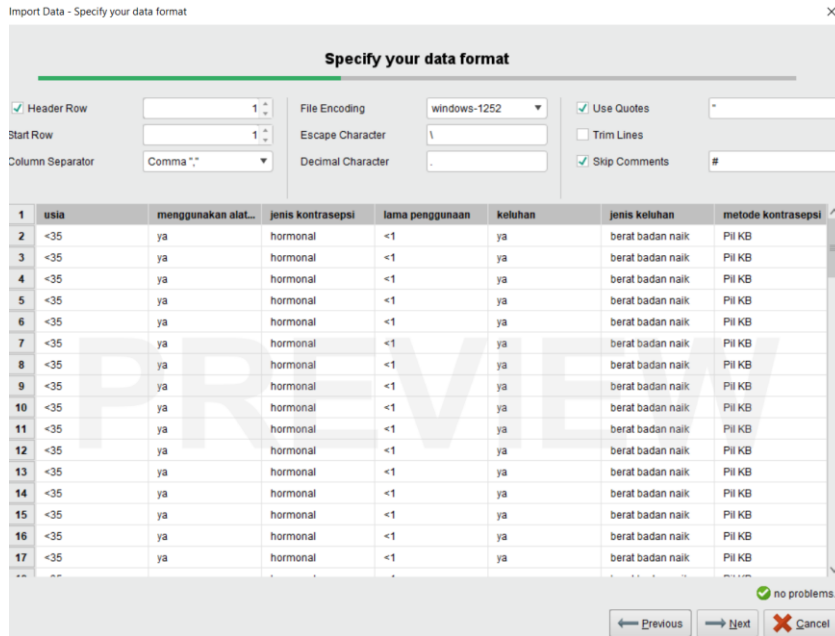 Import Data - Specify your data format
Specify your data format
Header Row 1 File Encoding windows-1252 Use Quotes "
Start Row 1 Escape Character \ Trim Lines
Column Separator Comma "," Decimal Character . Skip Comments #
1 usia menggunakan alat... jenis kontrasepsi lama penggunaan keluhan jenis keluhan metode kontrasepsi
2 <35 ya hormonal <1 ya berat badan naik Pil KB
3 <35 ya hormonal <1 ya berat badan naik Pil KB
4 <35 ya hormonal <1 ya berat badan naik Pil KB
5 <35 ya hormonal <1 ya berat badan naik Pil KB
6 <35 ya hormonal <1 ya berat badan naik Pil KB
7 <35 ya hormonal <1 ya berat badan naik Pil KB
8 <35 ya hormonal <1 ya berat badan naik Pil KB
9 <35 ya hormonal <1 ya berat badan naik Pil KB
10 <35 ya hormonal <1 ya berat badan naik Pil KB
11 <35 ya hormonal <1 ya berat badan naik Pil KB
12 <35 ya hormonal <1 ya berat badan naik Pil KB
13 <35 ya hormonal <1 ya berat badan naik Pil KB
14 <35 ya hormonal <1 ya berat badan naik Pil KB
15 <35 ya hormonal <1 ya berat badan naik Pil KB
16 <35 ya hormonal <1 ya berat badan naik Pil KB
17 <35 ya hormonal <1 ya berat badan naik Pil KB
PREVIEW
no problems.
Previous Next Cancel